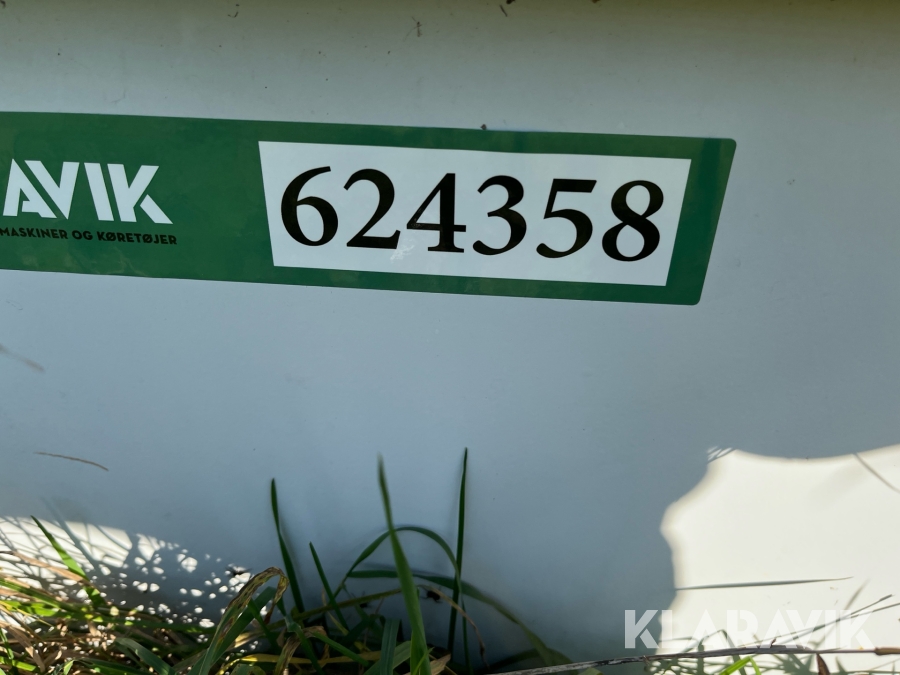 AVIK
MASKINER OG KØRETØJER
624358
KLARAVIK